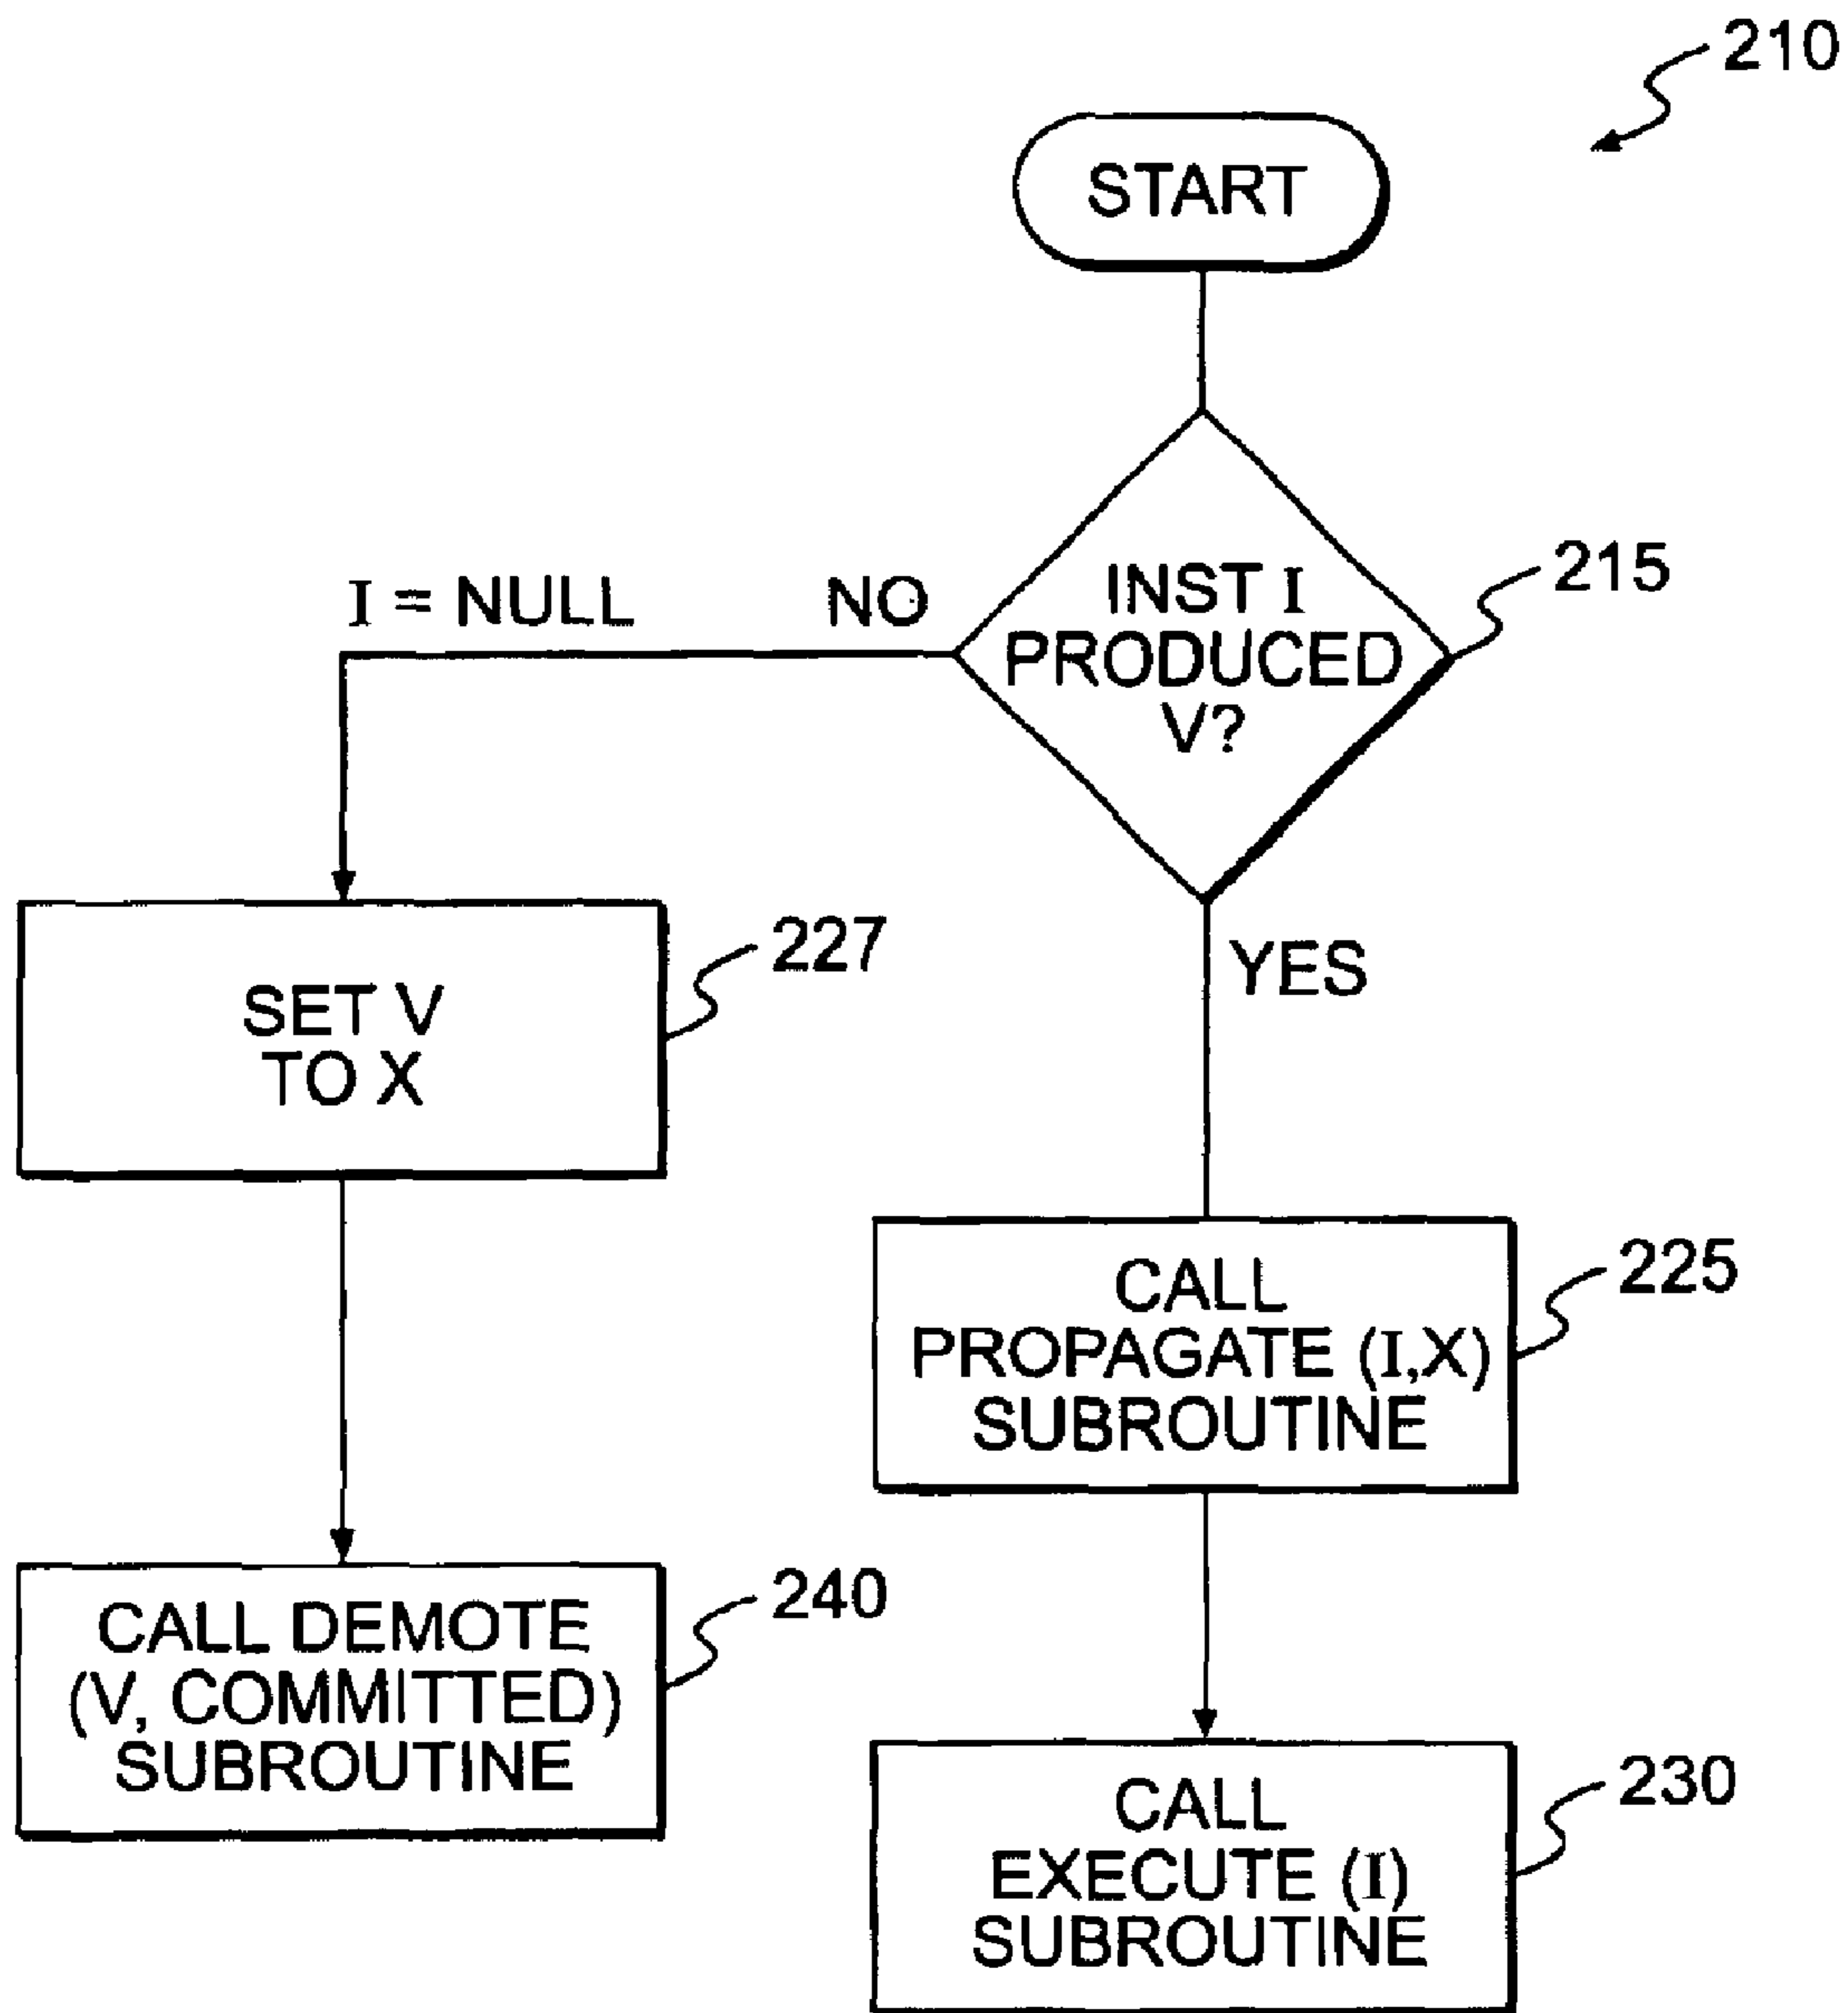 210
START
INST I
PRODUCED
V?
215
I = NULL
NO
YES
SET V
TO X
227
CALL
PROPAGATE (I,X)
SUBROUTINE
225
CALL DEMOTE
(V, COMMITTED)
SUBROUTINE
240
CALL
EXECUTE (I)
SUBROUTINE
230